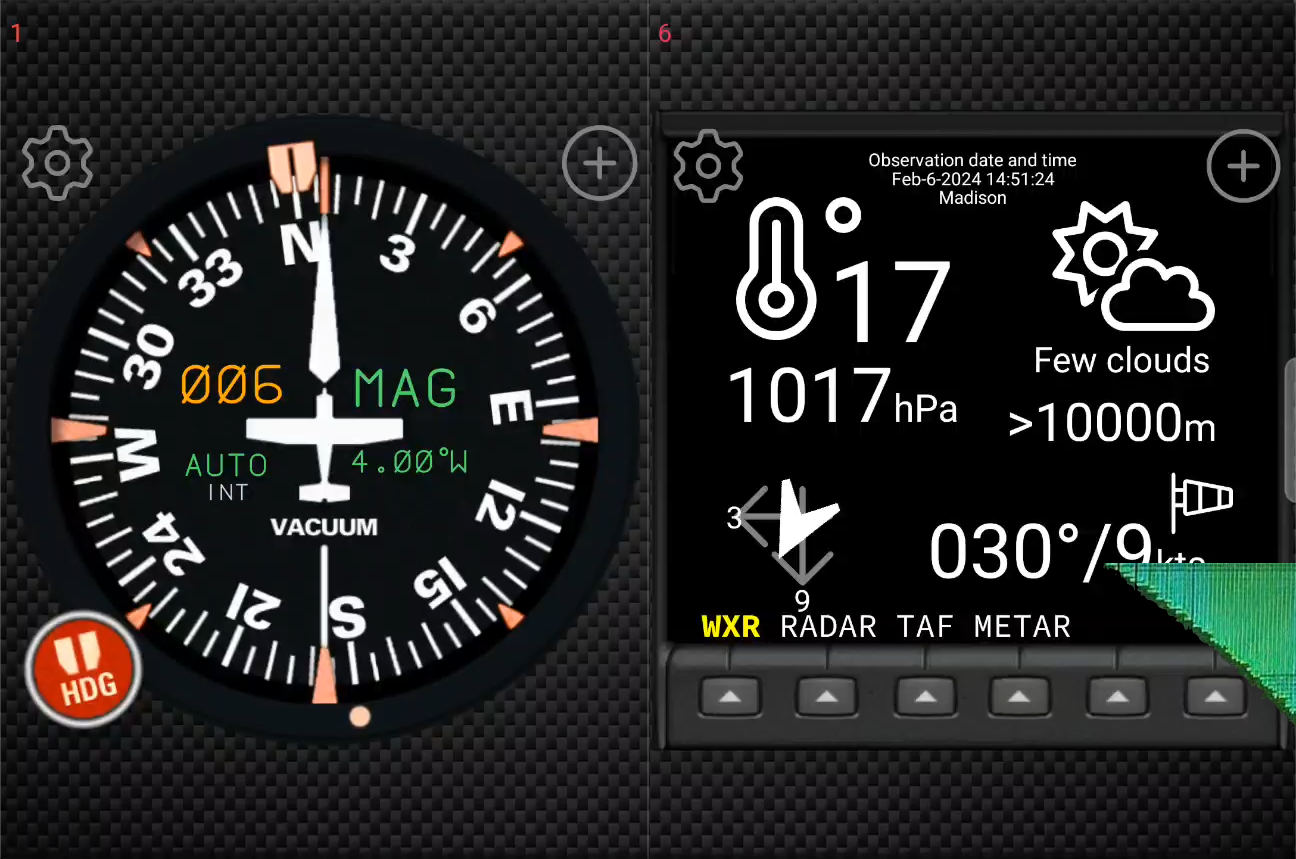 1
N
3
6
E
12
15
S
21
24
W
30
33
006
MAG
AUTO
4.00°W
INT
VACUUM
HDG
6
Observation date and time
Feb-6-2024 14:51:24
Madison
°17
1017hPa
Few clouds
>10000m
3
9
030°/9
WXR RADAR TAF METAR